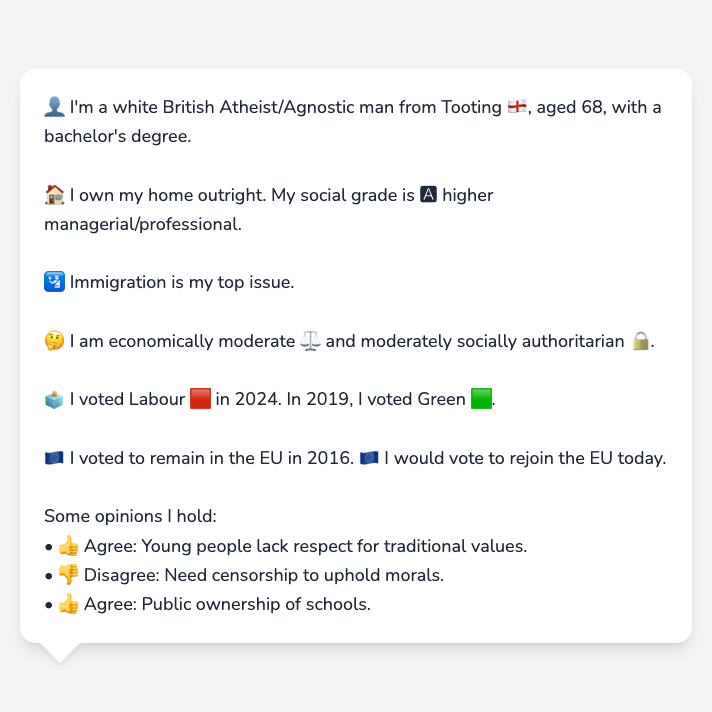 👤 I'm a white British Atheist/Agnostic man from Tooting 🏴󠁧󠁢󠁥󠁮󠁧󠁿, aged 68, with a
bachelor's degree.
🏠 I own my home outright. My social grade is 🅰 higher
managerial/professional.
🛂 Immigration is my top issue.
🤔 I am economically moderate ⚖️ and moderately socially authoritarian 🔒.
🗳️ I voted Labour 🟥 in 2024. In 2019, I voted Green 🟩.
🇪🇺 I voted to remain in the EU in 2016. 🇪🇺 I would vote to rejoin the EU today.
Some opinions I hold:
• 👍 Agree: Young people lack respect for traditional values.
• 👎 Disagree: Need censorship to uphold morals.
• 👍 Agree: Public ownership of schools.